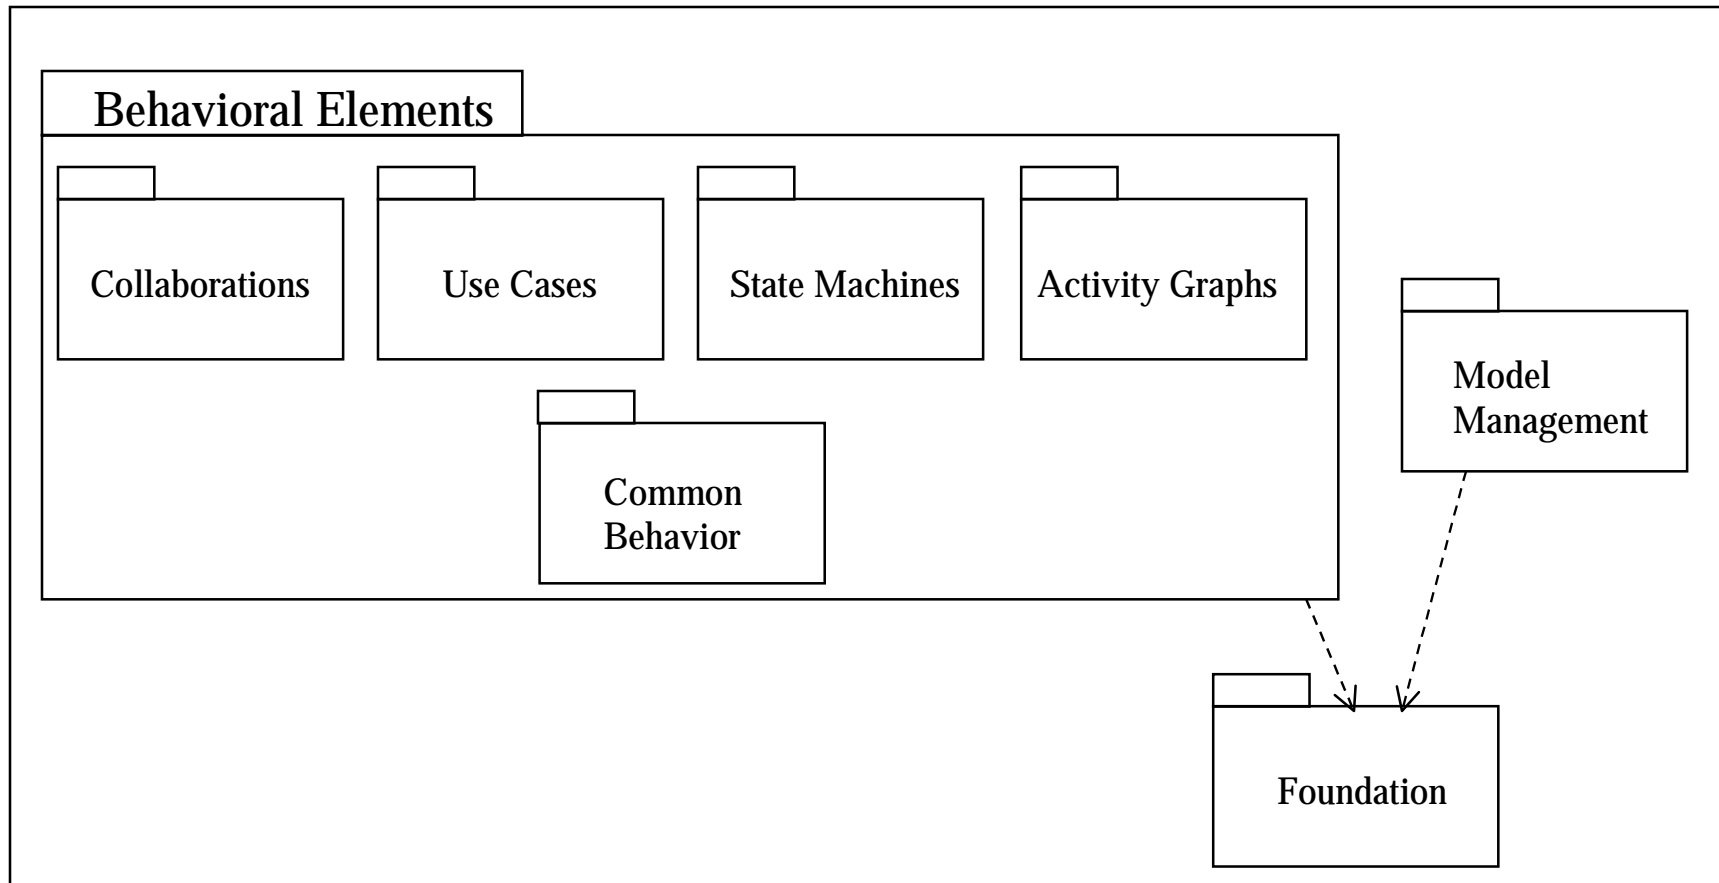 Behavioral Elements
Collaborations
Use Cases
State Machines
Activity Graphs
Model
Management
Common
Behavior
Foundation